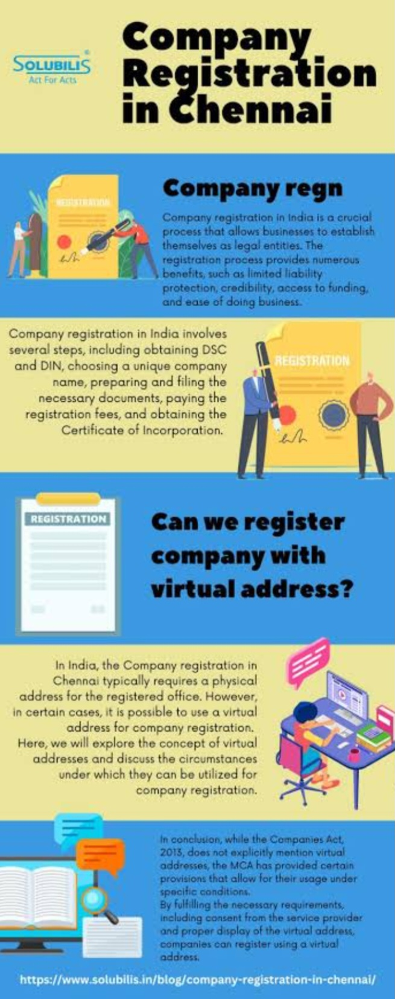 SOLUBILIS
®
Act For Acts
Company
Registration
in Chennai
REGISTRATION
Company regn
Company registration in India is a crucial
process that allows businesses to establish
themselves as legal entities. The
registration process provides numerous
benefits, such as limited liability
protection, credibility, access to funding,
and ease of doing business.
Company registration in India involves
several steps, including obtaining DSC
and DIN, choosing a unique company
name, preparing and filing the
necessary documents, paying the
registration fees, and obtaining the
Certificate of Incorporation.
REGISTRATION
REGISTRATION
Can we register
company with
virtual address?
In India, the Company registration in
Chennai typically requires a physical
address for the registered office. However,
in certain cases, it is possible to use a virtual
address for company registration.
Here, we will explore the concept of virtual
addresses and discuss the circumstances
under which they can be utilized for
company registration.
In conclusion, while the Companies Act,
2013, does not explicitly mention virtual
addresses, the MCA has provided certain
provisions that allow for their usage under
specific conditions.
By fulfilling the necessary requirements,
including consent from the service provider
and proper display of the virtual address,
companies can register using a virtual
address.
https://www.solubilis.in/blog/company-registration-in-chennai/